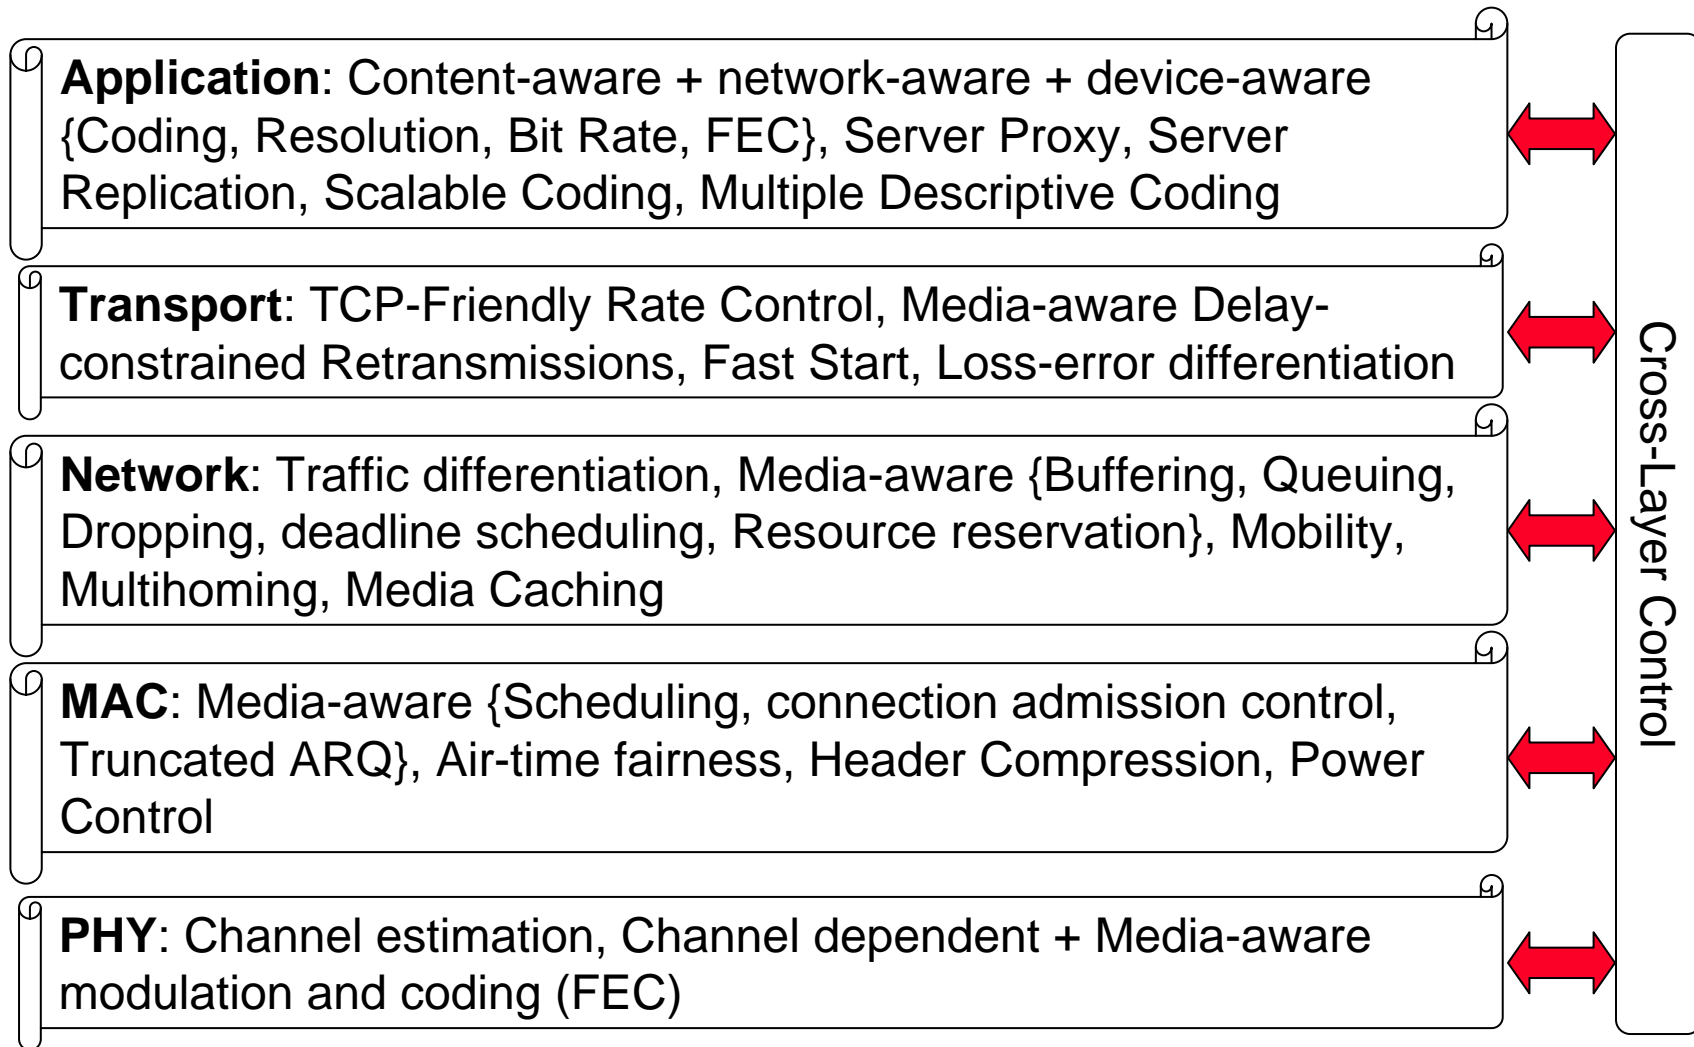 Application: Content-aware + network-aware + device-aware
{Coding, Resolution, Bit Rate, FEC}, Server Proxy, Server
Replication, Scalable Coding, Multiple Descriptive Coding
Transport: TCP-Friendly Rate Control, Media-aware Delay-
constrained Retransmissions, Fast Start, Loss-error differentiation
Network: Traffic differentiation, Media-aware {Buffering, Queuing,
Dropping, deadline scheduling, Resource reservation}, Mobility,
Multihoming, Media Caching
MAC: Media-aware {Scheduling, connection admission control,
Truncated ARQ}, Air-time fairness, Header Compression, Power
Control
PHY: Channel estimation, Channel dependent + Media-aware
modulation and coding (FEC)
Cross-Layer Control